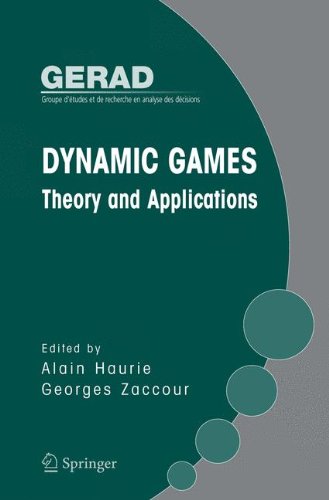 GERAD
Groupe d'études et de recherche en analyse des décisions
DYNAMIC GAMES
Theory and Applications
Edited by
Alain Haurie
Georges Zaccour
Springer